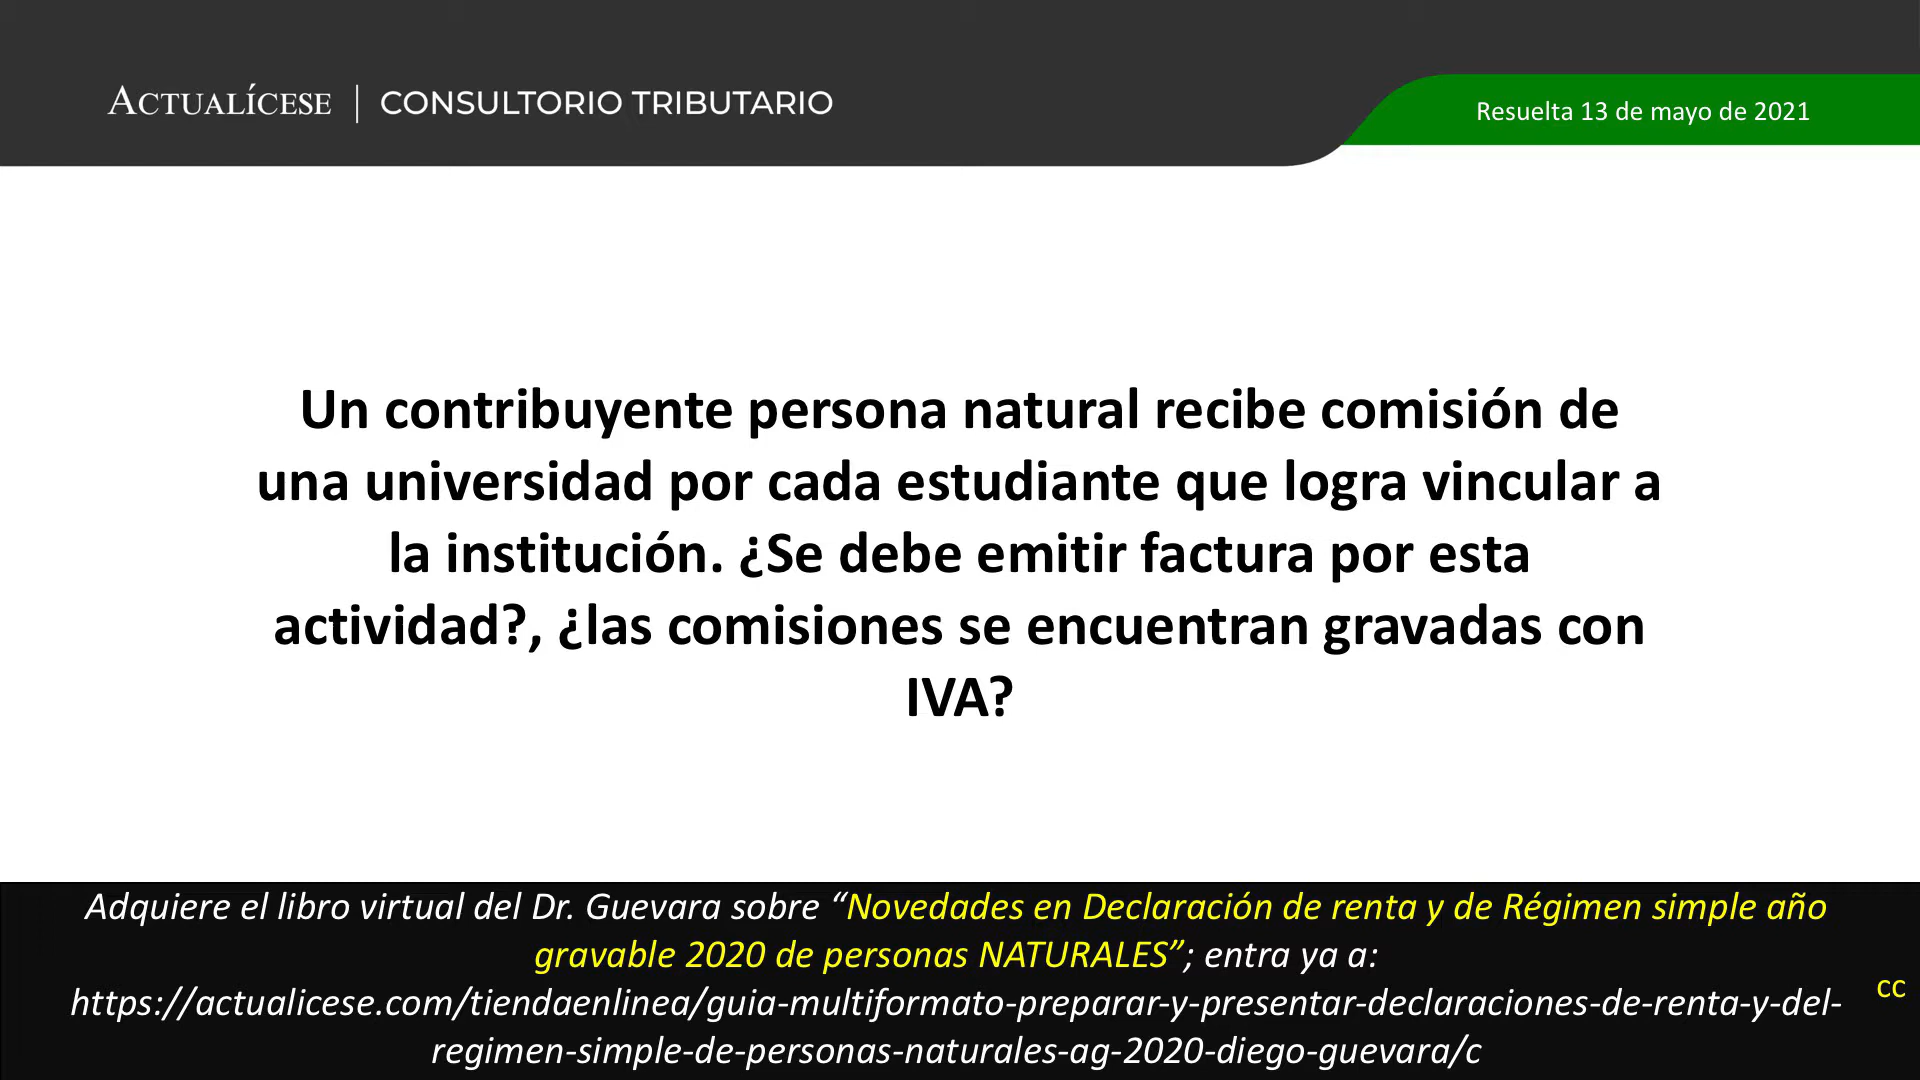 ACTUALÍCESE | CONSULTORIO TRIBUTARIO
Resuelta 13 de mayo de 2021
Un contribuyente persona natural recibe comisión de
una universidad por cada estudiante que logra vincular a
la institución. ¿Se debe emitir factura por esta
actividad?, ¿las comisiones se encuentran gravadas con
IVA?
Adquiere el libro virtual del Dr. Guevara sobre “Novedades en Declaración de renta y de Régimen simple año
gravable 2020 de personas NATURALES”; entra ya a:
https://actualicese.com/tiendaenlinea/guia-multiformato-preparar-y-presentar-declaraciones-de-renta-y-del-
regimen-simple-de-personas-naturales-ag-2020-diego-guevara/c
cc